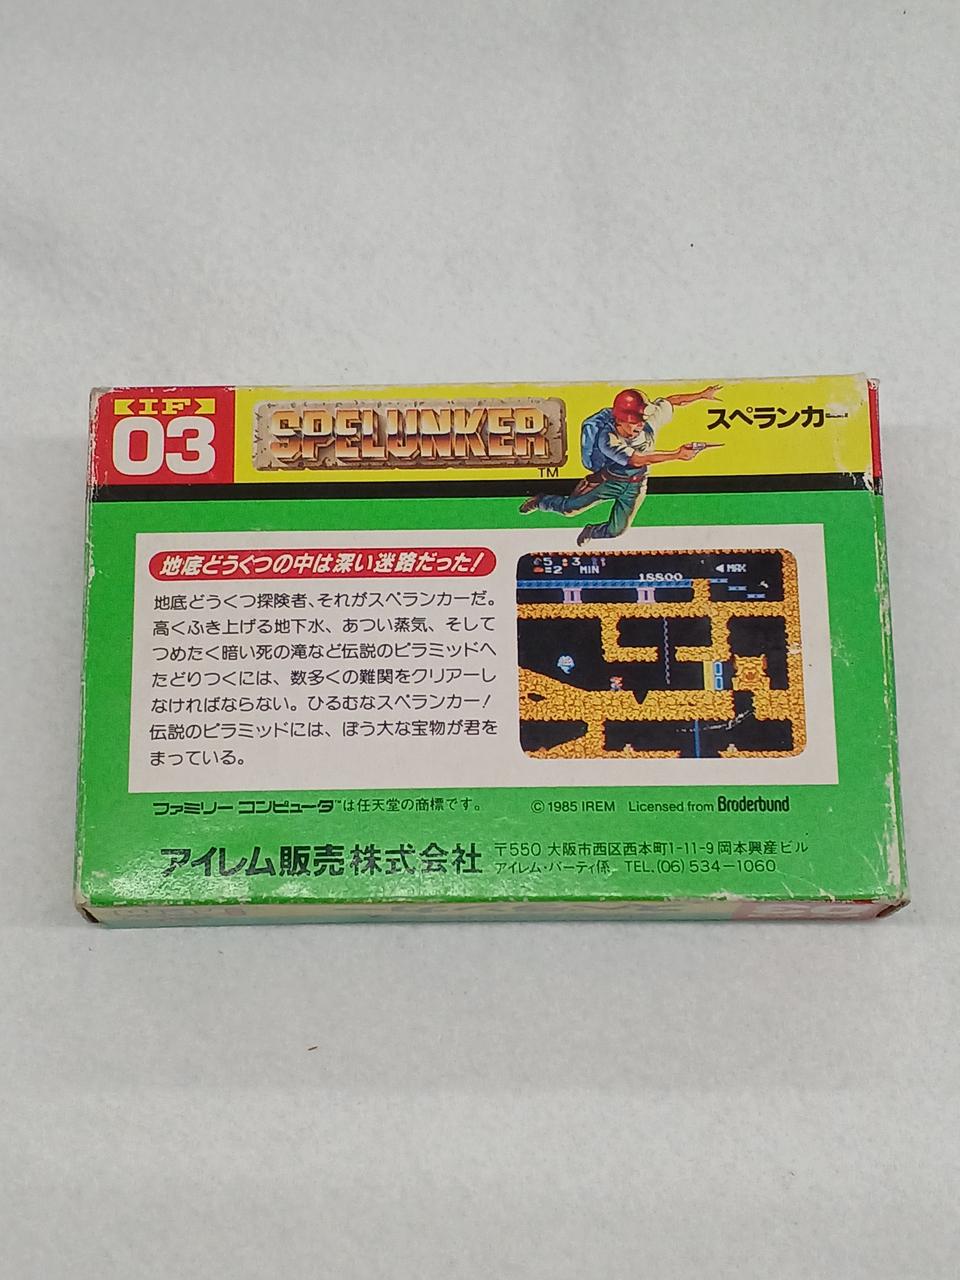 IF
03
SPELUNKER
TM
スペランカー
地底どうくつの中は深い迷路だった!
地底どうくつ探険者、それがスペランカーだ。
高くふき上げる地下水、あつい蒸気、そして
つめたく暗い死の滝など伝説のピラミッドへ
たどりつくには、数多くの難関をクリアーし
なければならない。ひるむなスペランカー!
伝説のピラミッドには、ぼう大な宝物が君を
まっている。
MIN
18800
◀MAX
ファミリーコンピュータ™は任天堂の商標です。
© 1985 IREM Licensed from Brøderbund
アイレム販売株式会社
〒550 大阪市西区西本町1-11-9 岡本興産ビル
アイレム・パーティ係 TEL.(06)534-1060